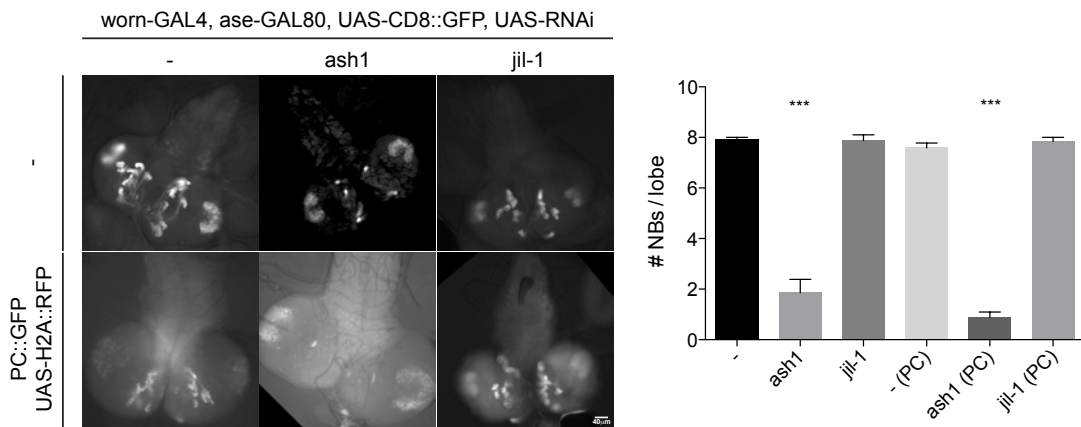 worn-GAL4, ase-GAL80, UAS-CD8::GFP, UAS-RNAi
- ash1 jil-1
-
PC::GFP
UAS-H2A::RFP
40µm
# NBs / lobe
10
8
6
4
2
0
*** ***
- ash1 jil-1 - (PC) ash1 (PC) jil-1 (PC)